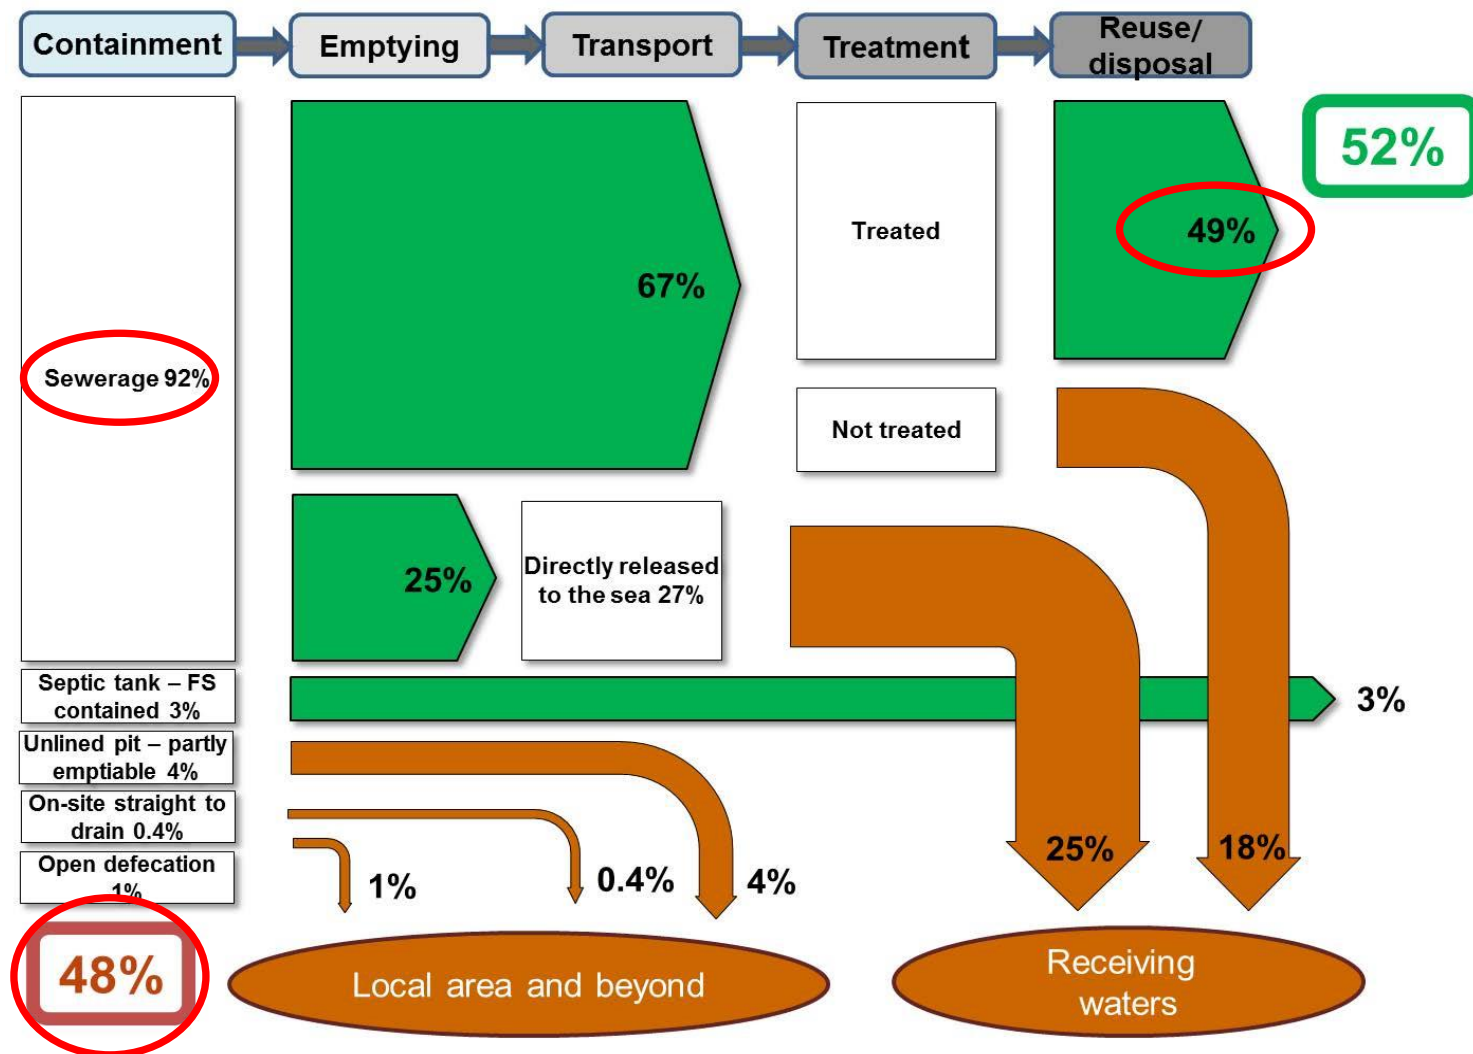 Containment
Emptying
Transport
Treatment
Reuse/
disposal
52%
Treated
49%
67%
Sewerage 92%
Not treated
25%
Directly released
to the sea 27%
Septic tank – FS
contained 3%
3%
Unlined pit – partly
emptiable 4%
On-site straight to
drain 0.4%
Open defecation
1%
1%
0.4%
4%
25%
18%
48%
Local area and beyond
Receiving
waters